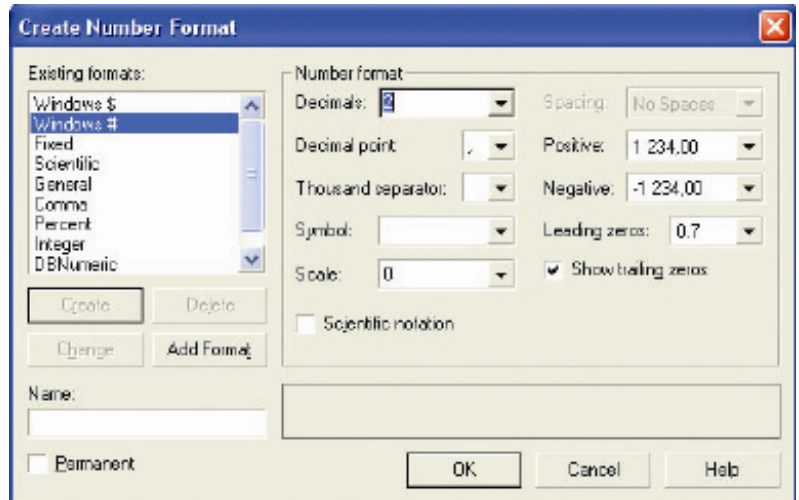 Create Number Format
Existing formats:
Windows $
Windows #
Fixed
Scientific
General
Comma
Percent
Integer
DBNumeric
Create
Delete
Change
Add Format
Name:
Permanent
Number format
Decimals: 2
Decimal point: ,
Thousand separator:
Symbol:
Scale: 0
Scientific notation
Spacing: No Spaces
Positive: 1 234,00
Negative: -1 234,00
Leading zeros: 0.7
Show trailing zeros
OK
Cancel
Help